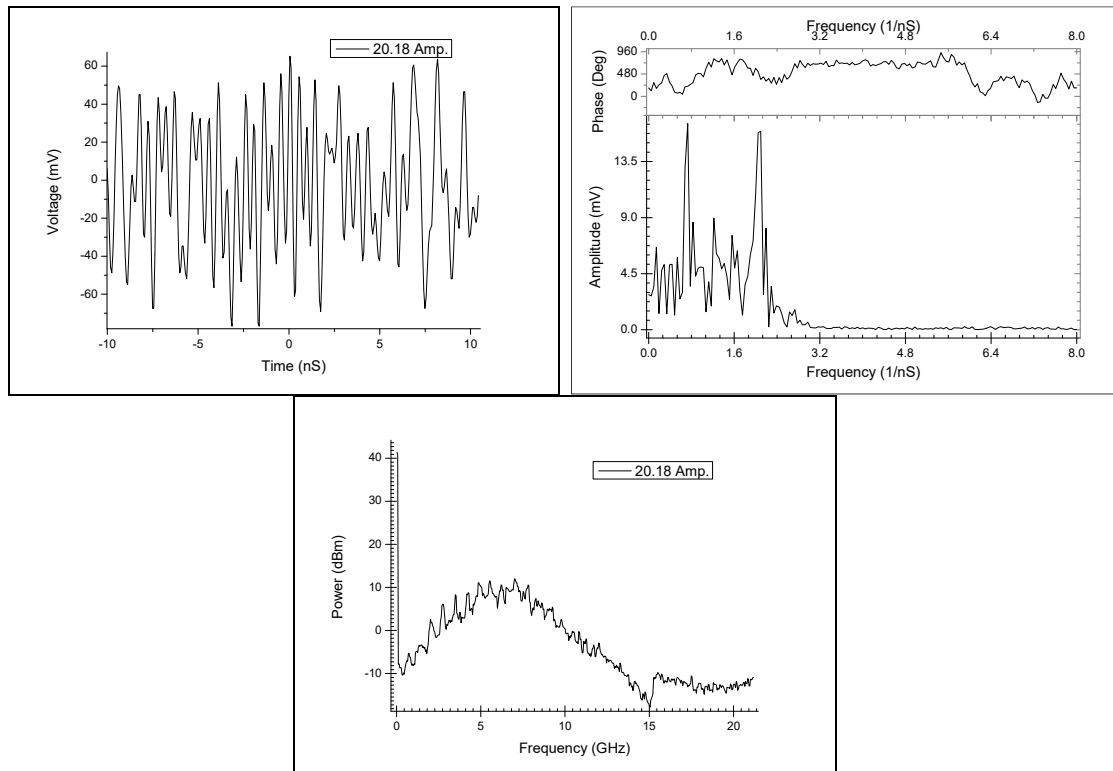 20.18 Amp.
60
40
20
0
-20
-40
-60
-10 -5 0 5 10
Voltage (mV)
Time (nS)
Frequency (1/nS)
0.0 1.6 3.2 4.8 6.4 8.0
960
480
0
Phase (Deg)
13.5
9.0
4.5
0.0
Amplitude (mV)
0.0 1.6 3.2 4.8 6.4 8.0
Frequency (1/nS)
20.18 Amp.
40
30
20
10
0
-10
Power (dBm)
0 5 10 15 20
Frequency (GHz)